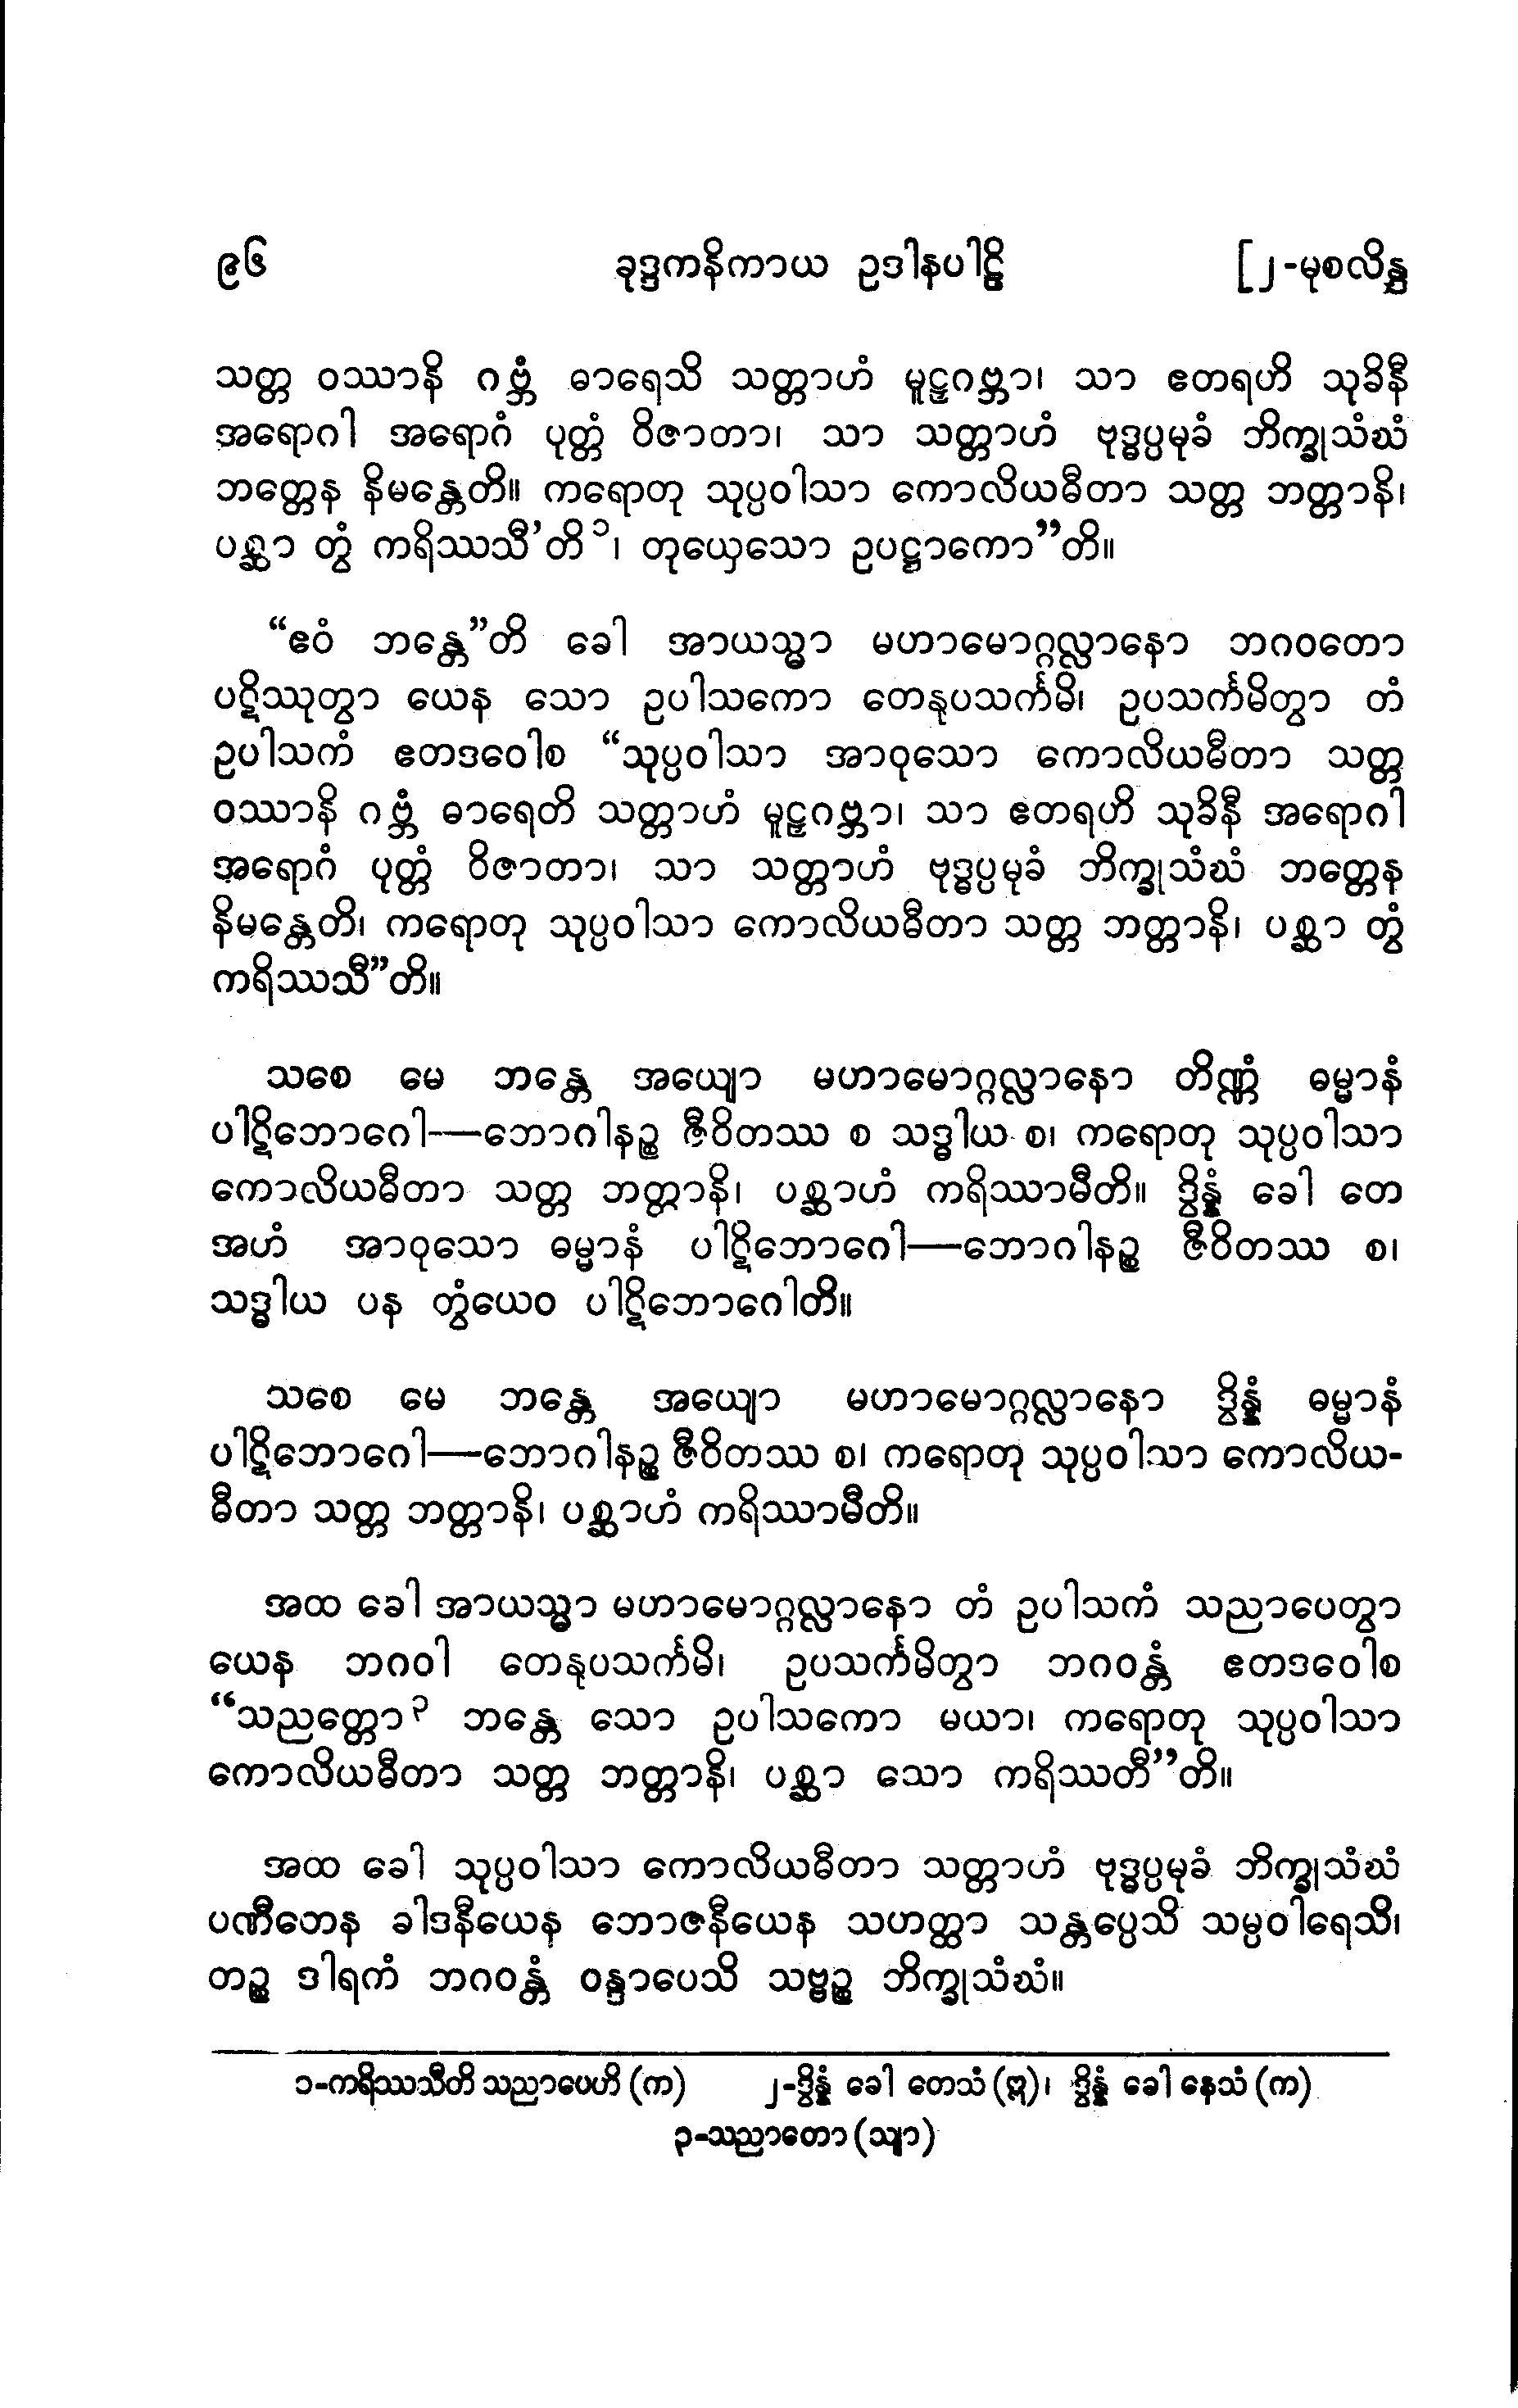 ၉၆ ခုဒ္ဒကနိကာယ ဥဒါနပါဠိ [၂-မုစလိန္ဒ
သတ္တ ဝဿာနိ ဂဗ္ဘံ ဓာရေသိ သတ္တာဟံ မူဠှဂဗ္ဘာ၊ သာ ဧတရဟိ သုခိနီ
အရောဂါ အရောဂံ ပုတ္တံ ဝိဇာတာ၊ သာ သတ္တာဟံ ဗုဒ္ဓပ္ပမုခံ ဘိက္ခုသံဃံ
ဘတ္တေန နိမန္တေတိ။ ကရောတု သုပ္ပဝါသာ ကောလိယဓီတာ သတ္တ ဘတ္တာနိ၊
ပစ္ဆာ တွံ ကရိဿသီ’တိ ၁၊ တုယှေသော ဥပဋ္ဌာကော”တိ။
“ဧဝံ ဘန္တေ”တိ ခေါ အာယသ္မာ မဟာမောဂ္ဂလ္လာနော ဘဂဝတော
ပဋိဿုတွာ ယေန သော ဥပါသကော တေနုပသင်္ကမိ၊ ဥပသင်္ကမိတွာ တံ
ဥပါသကံ ဧတဒဝေါစ “သုပ္ပဝါသာ အာဝုသော ကောလိယဓီတာ သတ္တ
ဝဿာနိ ဂဗ္ဘံ ဓာရေတိ သတ္တာဟံ မူဠှဂဗ္ဘာ၊ သာ ဧတရဟိ သုခိနီ အရောဂါ
အရောဂံ ပုတ္တံ ဝိဇာတာ၊ သာ သတ္တာဟံ ဗုဒ္ဓပ္ပမုခံ ဘိက္ခုသံဃံ ဘတ္တေန
နိမန္တေတိ၊ ကရောတု သုပ္ပဝါသာ ကောလိယဓီတာ သတ္တ ဘတ္တာနိ၊ ပစ္ဆာ တွံ
ကရိဿသီ”တိ။
သစေ မေ ဘန္တေ အယျော မဟာမောဂ္ဂလ္လာနော တိဏ္ဏံ ဓမ္မာနံ
ပါဋိဘောဂေါ—ဘောဂါနဉ္စ ဇီဝိတဿ စ သဒ္ဓါယ စ၊ ကရောတု သုပ္ပဝါသာ
ကောလိယဓီတာ သတ္တ ဘတ္တာနိ၊ ပစ္ဆာဟံ ကရိဿာမီတိ။ ဒွိန္နံ ခေါ တေ
အဟံ အာဝုသော ဓမ္မာနံ ပါဋိဘောဂေါ—ဘောဂါနဉ္စ ဇီဝိတဿ စ၊
သဒ္ဓါယ ပန တွံယေဝ ပါဋိဘောဂေါတိ။
သစေ မေ ဘန္တေ အယျော မဟာမောဂ္ဂလ္လာနော ဒွိန္နံ ဓမ္မာနံ
ပါဋိဘောဂေါ—ဘောဂါနဉ္စ ဇီဝိတဿ စ၊ ကရောတု သုပ္ပဝါသာ ကောလိယ-
ဓီတာ သတ္တ ဘတ္တာနိ၊ ပစ္ဆာဟံ ကရိဿာမီတိ။
အထ ခေါ အာယသ္မာ မဟာမောဂ္ဂလ္လာနော တံ ဥပါသကံ သညာပေတွာ
ယေန ဘဂဝါ တေနုပသင်္ကမိ၊ ဥပသင်္ကမိတွာ ဘဂဝန္တံ ဧတဒဝေါစ
“သညတ္တော ၃ ဘန္တေ သော ဥပါသကော မယာ၊ ကရောတု သုပ္ပဝါသာ
ကောလိယဓီတာ သတ္တ ဘတ္တာနိ၊ ပစ္ဆာ သော ကရိဿတီ”တိ။
အထ ခေါ သုပ္ပဝါသာ ကောလိယဓီတာ သတ္တာဟံ ဗုဒ္ဓပ္ပမုခံ ဘိက္ခုသံဃံ
ပဏီတေန ခါဒနီယေန ဘောဇနီယေန သဟတ္ထာ သန္တပ္ပေသိ သမ္ပဝါရေသိ၊
တဉ္စ ဒါရကံ ဘဂဝန္တံ ဝန္ဒာပေသိ သဗ္ဗဉ္စ ဘိက္ခုသံဃံ။
၁-ကရိဿသီတိ သညာပေဟိ (က) ၂-ဒွိန္နံ ခေါ တေသံ (ဣ)၊ ဒွိန္နံ ခေါ နေသံ (က)
၃-သညာတော (သျာ)